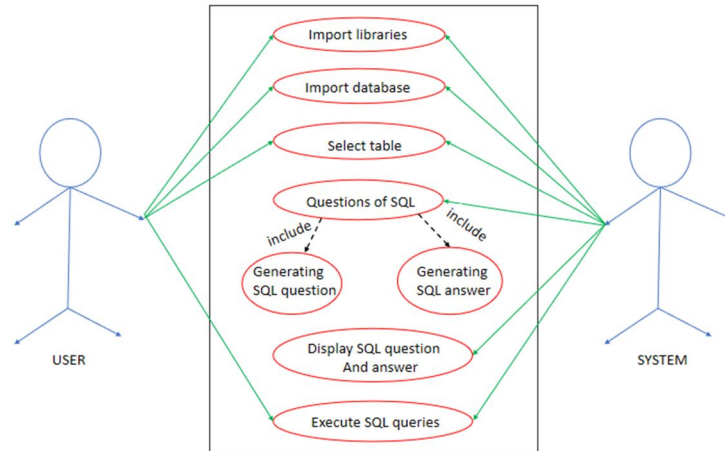 Import libraries
Import database
Select table
Questions of SQL
include
include
Generating
SQL question
Generating
SQL answer
Display SQL question
And answer
USER
SYSTEM
Execute SQL queries